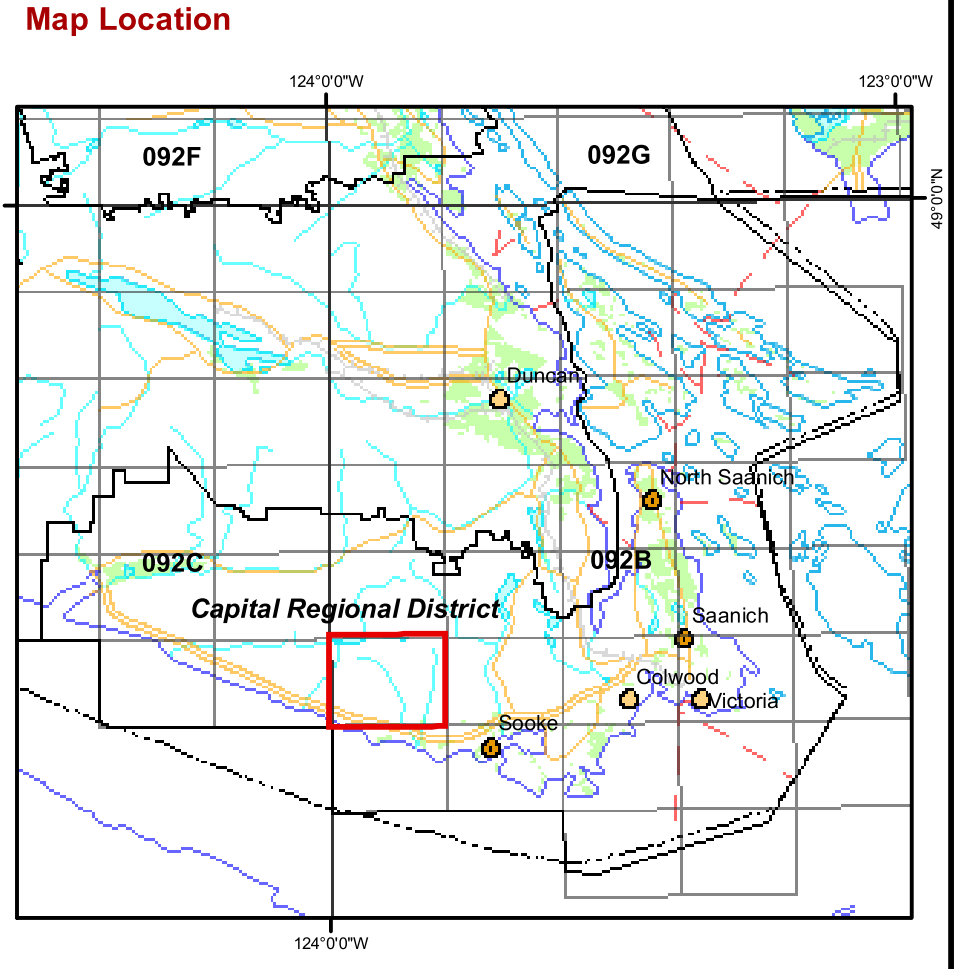 Map Location
124°0'0"W
123°0'0"W
092F
092G
49°0'0"N
Duncan
North Saanich
092C
092B
Capital Regional District
Saanich
Colwood
Victoria
Sooke
124°0'0"W